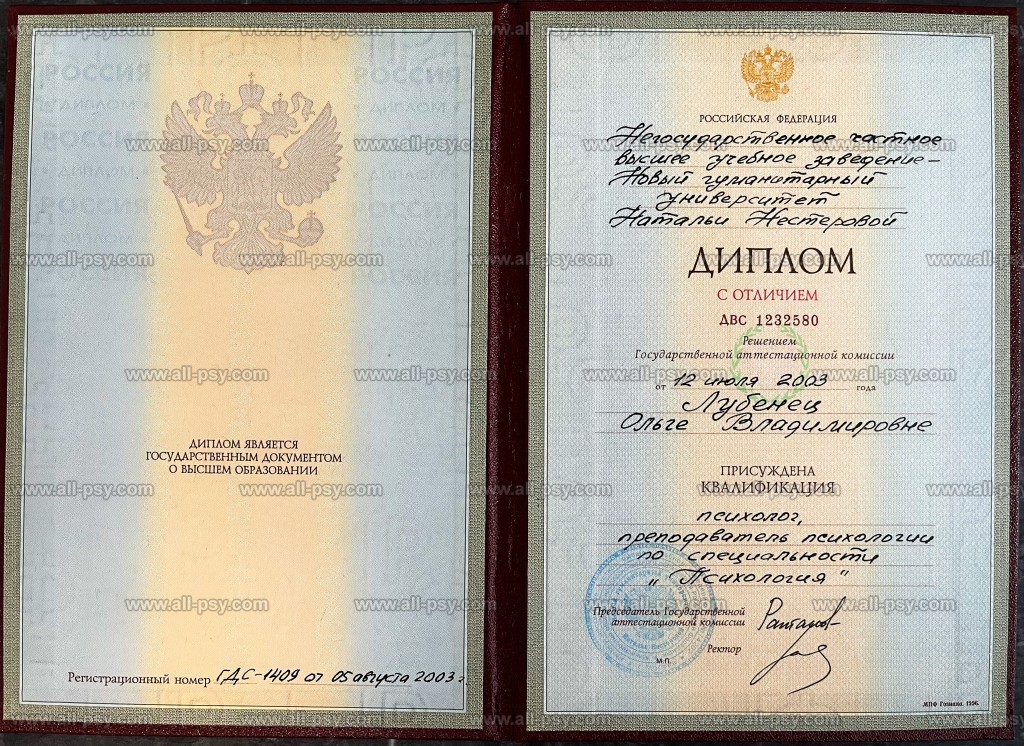 РОССИЯ
ДИПЛОМ
ДИПЛОМ ЯВЛЯЕТСЯ
ГОСУДАРСТВЕННЫМ ДОКУМЕНТОМ
О ВЫСШЕМ ОБРАЗОВАНИИ
Регистрационный номер ГДС-1409 от 05 августа 2003 г.
РОССИЙСКАЯ ФЕДЕРАЦИЯ
Негосударственное частное
высшее учебное заведение –
Новый гуманитарный
университет
Натальи Нестеровой
ДИПЛОМ
С ОТЛИЧИЕМ
ДВС 1232580
Решением
Государственной аттестационной комиссии
от 12 июля 2003 года
Лубенец
Ольге Владимировне
ПРИСУЖДЕНА
КВАЛИФИКАЦИЯ
психолог,
преподаватель психологии
по специальности
„Психология"
Председатель Государственной
аттестационной комиссии
Ректор
М.П.
МПФ Гознака. 1996.
www.all-psy.com